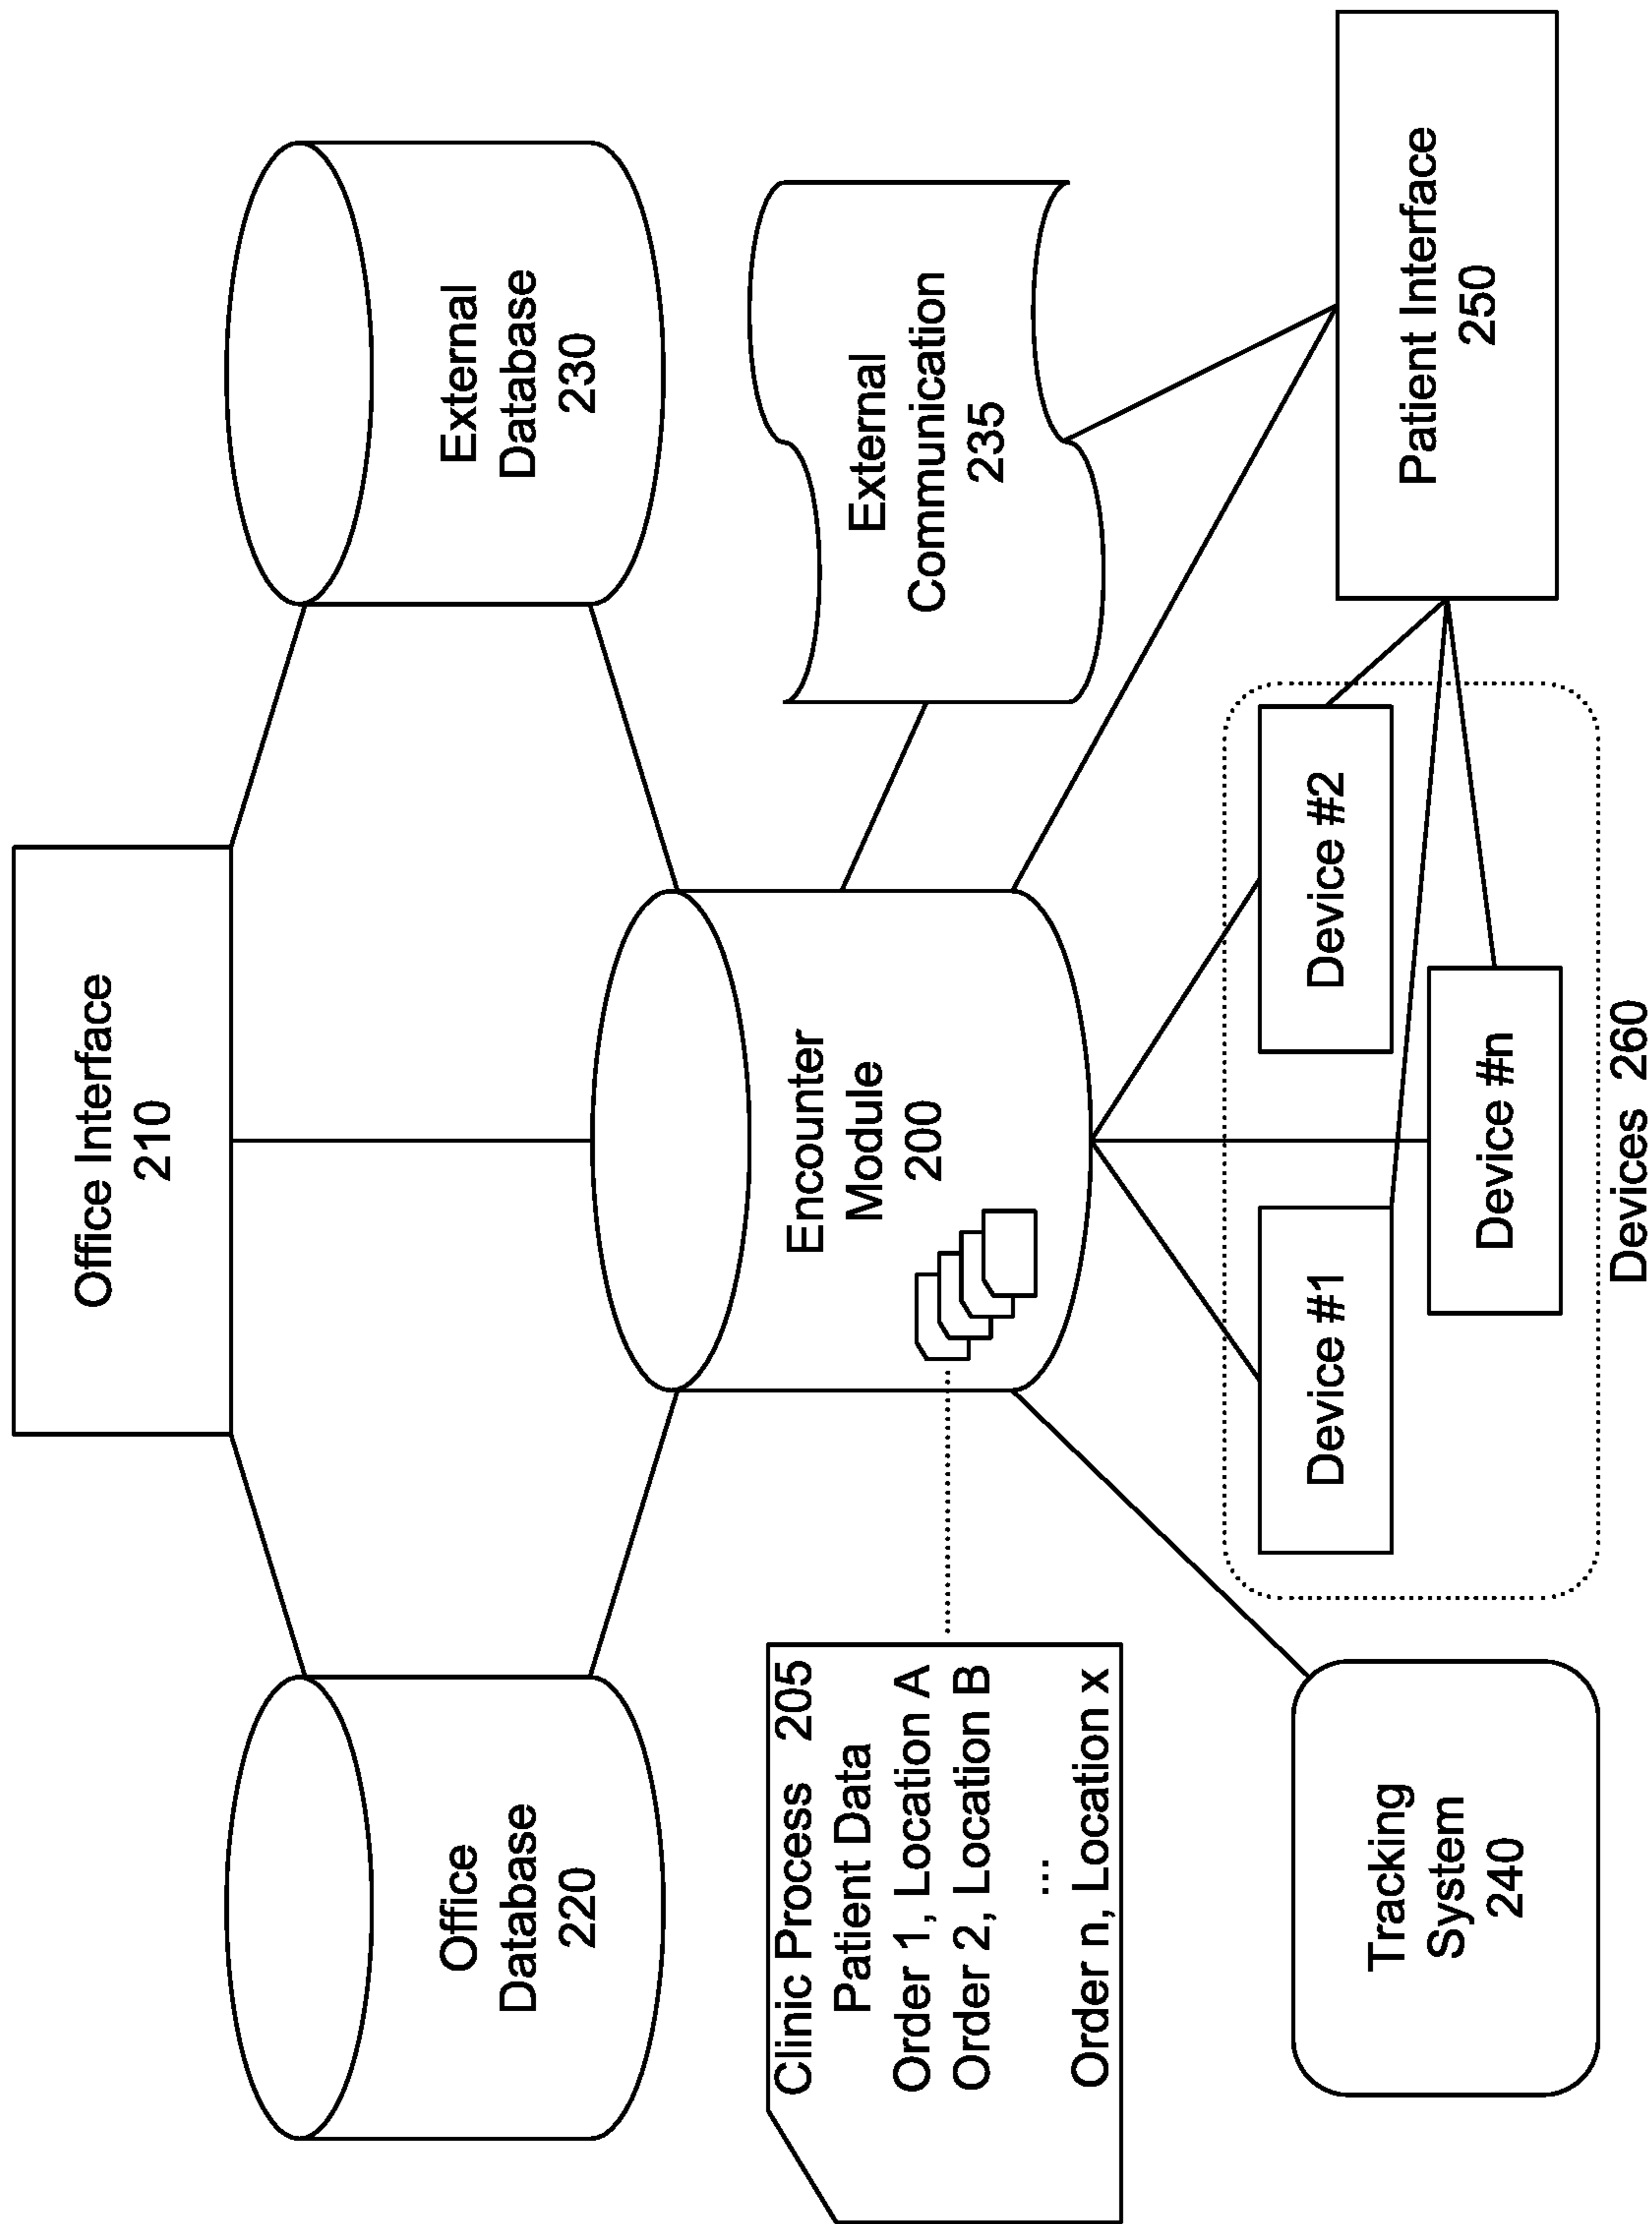 Office Interface
210
Office
Database
220
External
Database
230
Encounter
Module
200
External
Communication
235
Clinic Process 205
Patient Data
Order 1, Location A
Order 2, Location B
...
Order n, Location x
Tracking
System
240
Device #1
Device #2
Device #n
Devices 260
Patient Interface
250